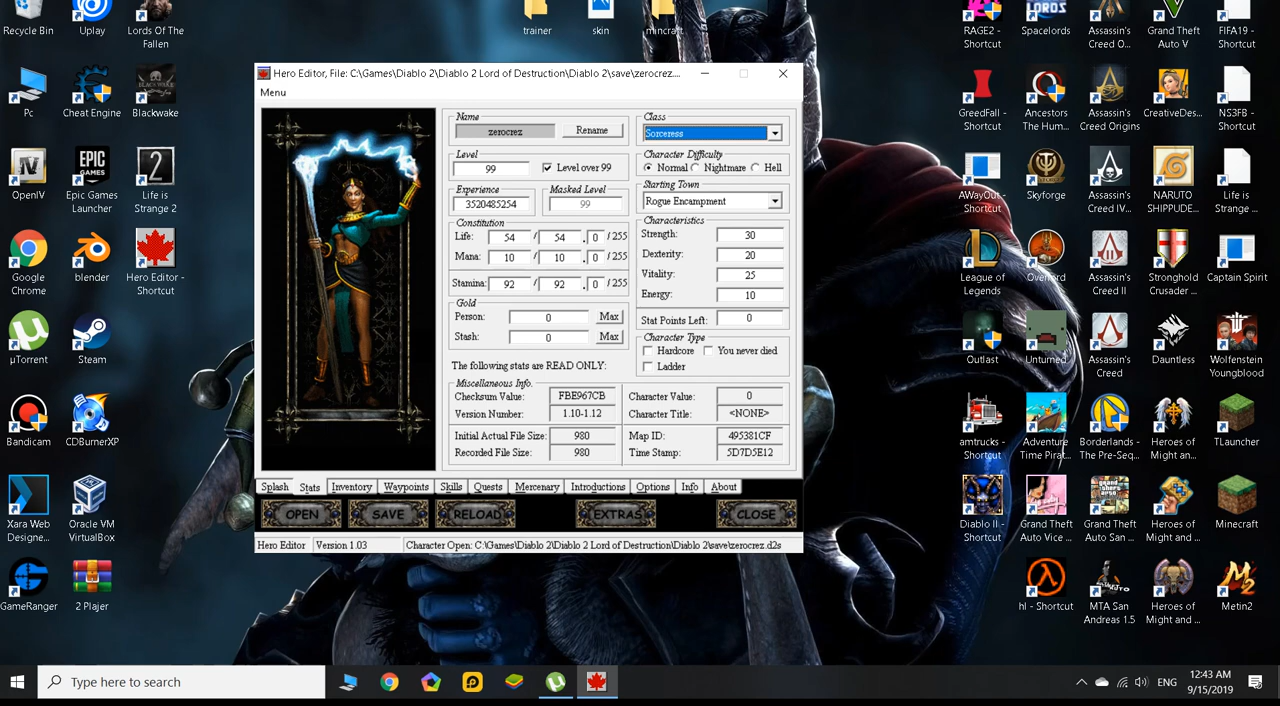 Recycle Bin
Uplay
Lords Of The Fallen
trainer
skin
mincraft
RAGE2 - Shortcut
Spacelords
Assassin's Creed O...
Grand Theft Auto V
FIFA19 - Shortcut
Pc
Cheat Engine
Blackwake
GreedFall - Shortcut
Ancestors The Hum...
Assassin's Creed Origins
CreativeDes...
NS3FB - Shortcut
OpenIV
Epic Games Launcher
Life is Strange 2
AWayOut - Shortcut
Skyforge
Assassin's Creed IV...
NARUTO SHIPPUDE...
Life is Strange ...
Google Chrome
blender
Hero Editor - Shortcut
League of Legends
Overlord
Assassin's Creed II
Stronghold Crusader ...
Captain Spirit
µTorrent
Steam
Outlast
Unturned
Assassin's Creed
Dauntless
Wolfenstein Youngblood
Bandicam
CDBurnerXP
amtrucks - Shortcut
Adventure Time Pirat...
Borderlands - The Pre-Seq...
Heroes of Might and ...
TLauncher
Xara Web Designe...
Oracle VM VirtualBox
Diablo II - Shortcut
Grand Theft Auto Vice ...
Grand Theft Auto San ...
Heroes of Might and ...
Minecraft
GameRanger
2 Plajer
hl - Shortcut
MTA San Andreas 1.5
Heroes of Might and ...
Metin2
Hero Editor, File: C:\Games\Diablo 2\Diablo 2 Lord of Destruction\Diablo 2\save\zerocrez....
Menu
Name
zerocrez
Rename
Class
Sorceress
Level
99
Level over 99
Character Difficulty
Normal Nightmare Hell
Experience
3520485254
Masked Level
99
Starting Town
Rogue Encampment
Constitution
Life: 54 / 54 . 0 / 255
Mana: 10 / 10 . 0 / 255
Stamina: 92 / 92 . 0 / 255
Characteristics
Strength: 30
Dexterity: 20
Vitality: 25
Energy: 10
Stat Points Left: 0
Gold
Person: 0 Max
Stash: 0 Max
Character Type
Hardcore You never died
Ladder
The following stats are READ ONLY:
Miscellaneous Info.
Checksum Value: FBE967CB
Character Value: 0
Version Number: 1.10-1.12
Character Title: <NONE>
Initial Actual File Size: 980
Map ID: 495381CF
Recorded File Size: 980
Time Stamp: 5D7D5E12
Splash Stats Inventory Waypoints Skills Quests Mercenary Introductions Options Info About
OPEN SAVE RELOAD EXTRAS CLOSE
Hero Editor Version 1.03 Character Open: C:\Games\Diablo 2\Diablo 2 Lord of Destruction\Diablo 2\save\zerocrez.d2s
Type here to search
ENG
12:43 AM
9/15/2019